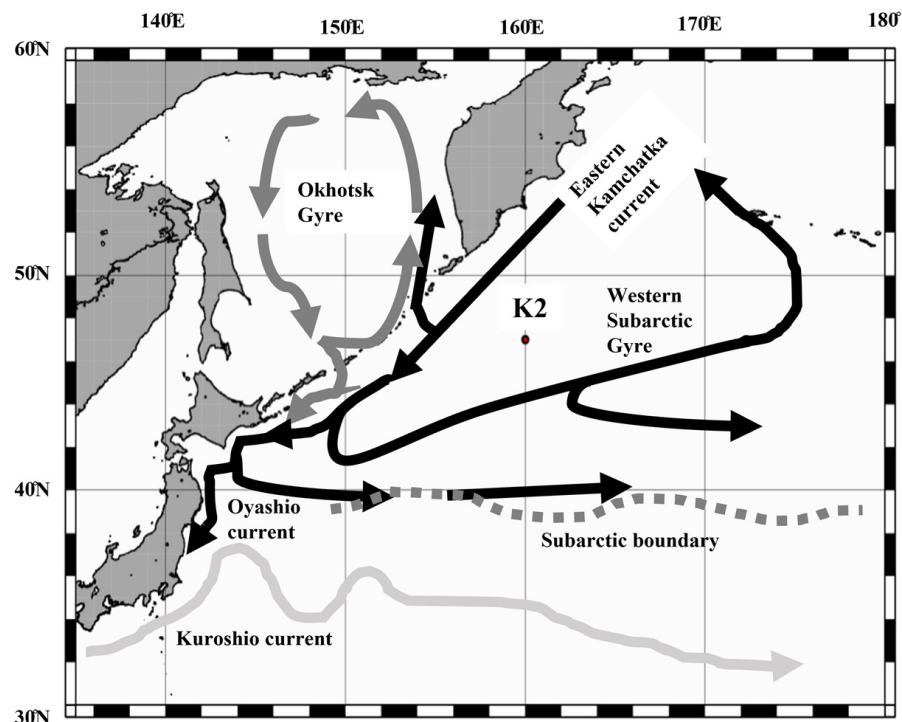 140°E
150°E
160°E
170°E
180°
60°N
50°N
40°N
30°N
Okhotsk
Gyre
Eastern
Kamchatka
current
K2
Western
Subarctic
Gyre
Oyashio
current
Subarctic boundary
Kuroshio current